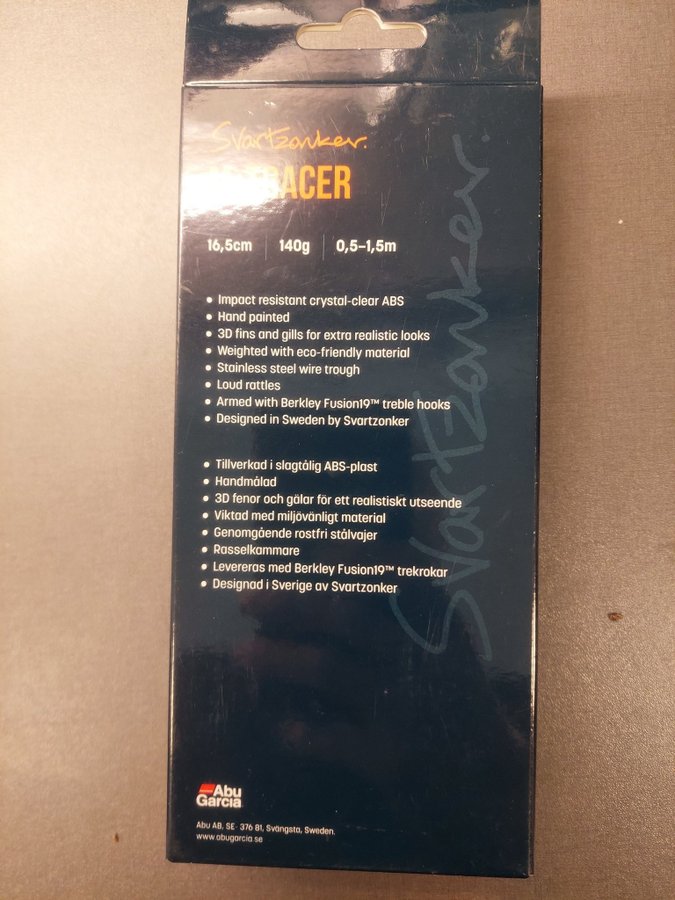 Svartzonker.
16,5cm 140g 0,5–1,5m
• Impact resistant crystal-clear ABS
• Hand painted
• 3D fins and gills for extra realistic looks
• Weighted with eco-friendly material
• Stainless steel wire trough
• Loud rattles
• Armed with Berkley Fusion19™ treble hooks
• Designed in Sweden by Svartzonker
• Tillverkad i slagtålig ABS-plast
• Handmålad
• 3D fenor och gälar för ett realistiskt utseende
• Viktad med miljövänligt material
• Genomgående rostfri stålvajer
• Rasselkammare
• Levereras med Berkley Fusion19™ trekrokar
• Designad i Sverige av Svartzonker
Svartzonker.
Abu
Garcia
Abu AB, SE- 376 81, Svängsta, Sweden.
www.abugarcia.se